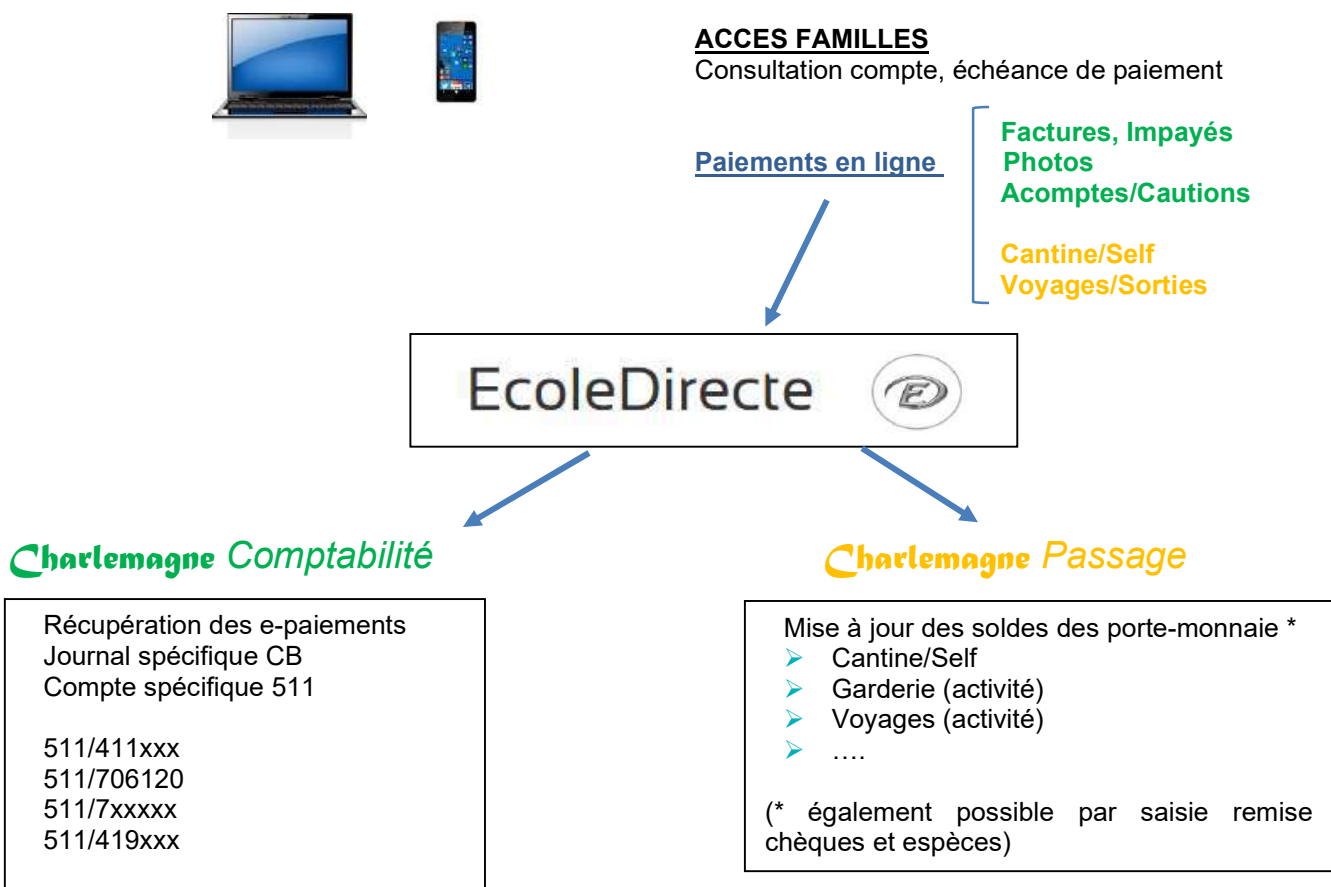 ACCES FAMILLES
Consultation compte, échéance de paiement
Paiements en ligne
Factures, Impayés
Photos
Acomptes/Cautions
Cantine/Self
Voyages/Sorties
EcoleDirecte E
Charlemagne Comptabilité
Récupération des e-paiements
Journal spécifique CB
Compte spécifique 511
511/411xxx
511/706120
511/7xxxxx
511/419xxx
Charlemagne Passage
Mise à jour des soldes des porte-monnaie *
➢ Cantine/Self
➢ Garderie (activité)
➢ Voyages (activité)
➢ ….
(* également possible par saisie remise
chèques et espèces)